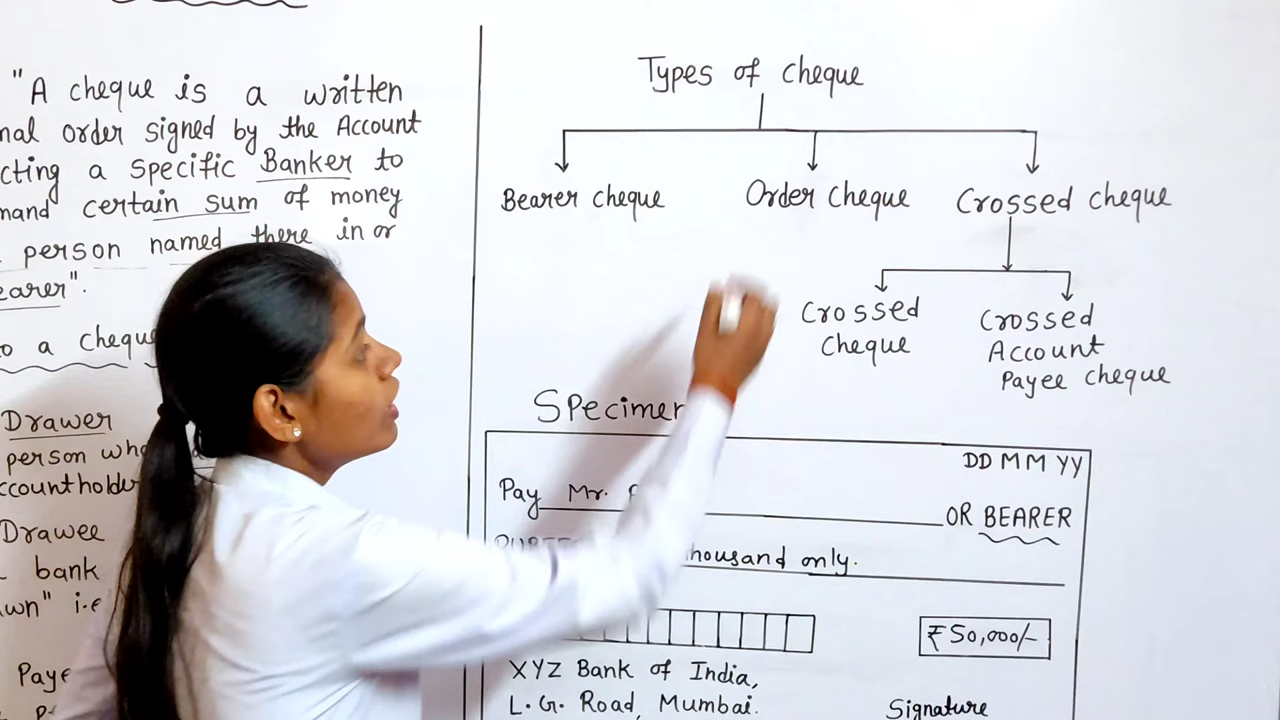 "A cheque is a written
nal order signed by the Account
cting a specific Banker to
mand certain sum of money
person named there in or
earer".
o a cheque
Drawer
person who
ccountholder
Drawee
bank
wn" i.e
Paye
Types of cheque
Bearer cheque Order cheque Crossed cheque
Crossed
cheque
Crossed
Account
Payee cheque
Specimen
DD MM YY
Pay Mr.
OR BEARER
housand only.
₹50,000/-
XYZ Bank of India,
L.G. Road, Mumbai.
Signature